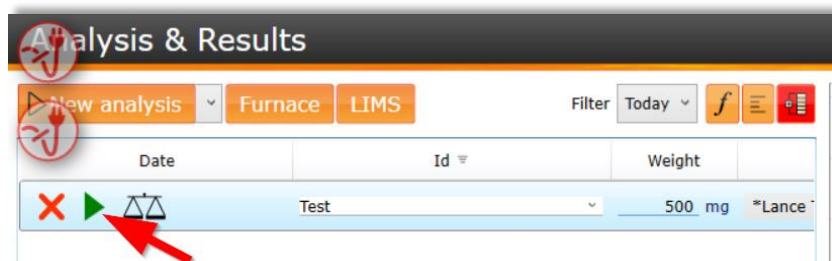 Analysis & Results
New analysis Furnace LIMS Filter Today f
Date Id Weight
Test 500 mg *Lance